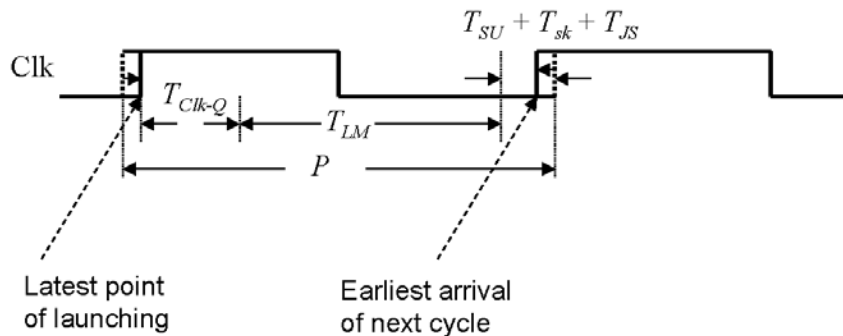 T_SU + T_sk + T_JS
Clk
T_Clk-Q
T_LM
P
Latest point
of launching
Earliest arrival
of next cycle